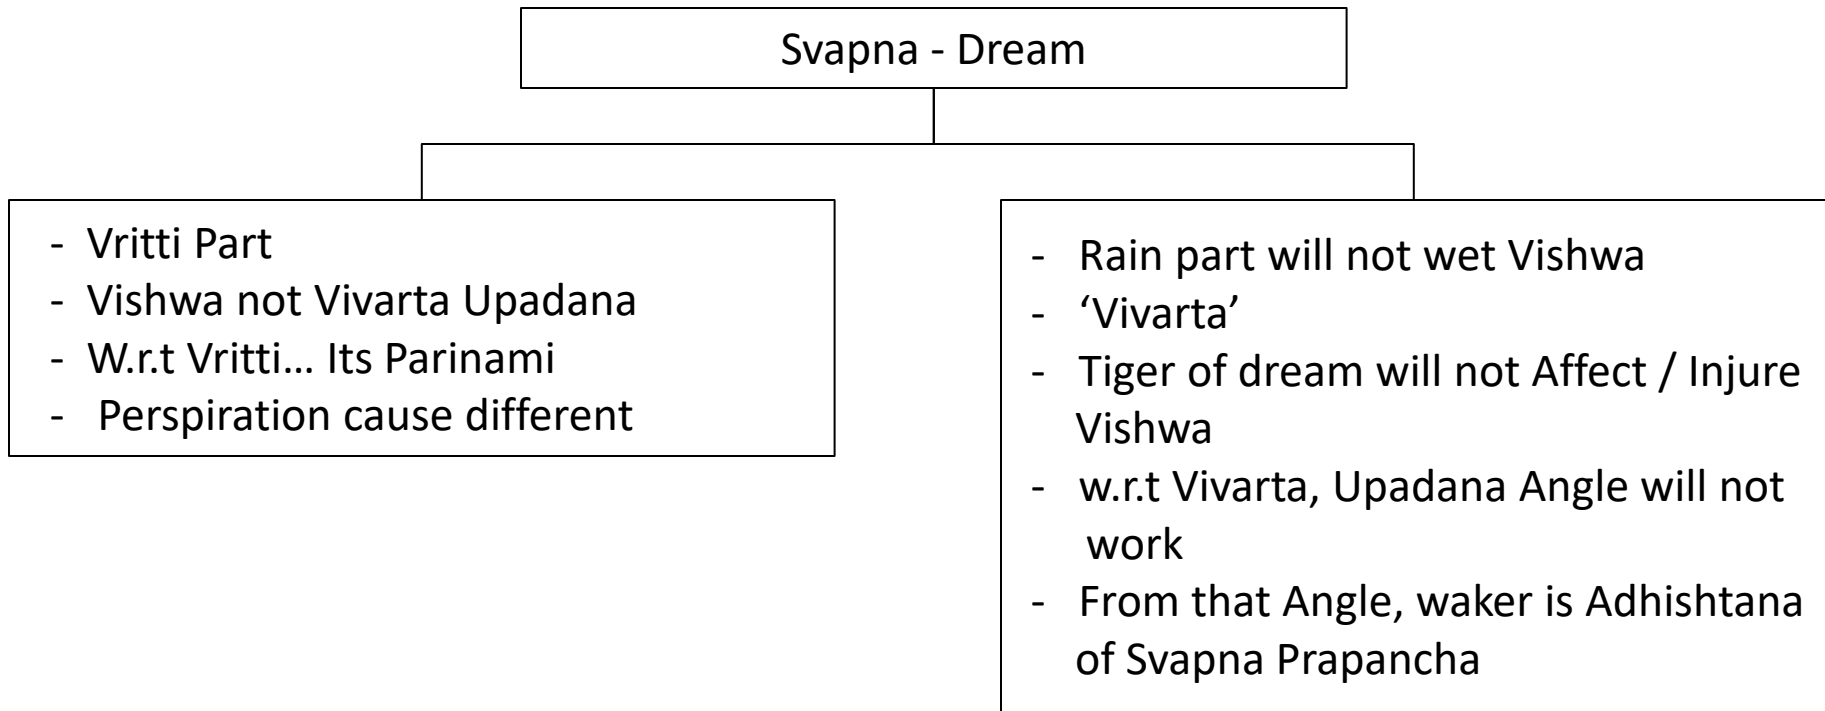 Svapna - Dream
- Vritti Part
- Vishwa not Vivarta Upadana
- W.r.t Vritti... Its Parinami
- Perspiration cause different
- Rain part will not wet Vishwa
- ‘Vivarta’
- Tiger of dream will not Affect / Injure
Vishwa
- w.r.t Vivarta, Upadana Angle will not
work
- From that Angle, waker is Adhishtana
of Svapna Prapancha